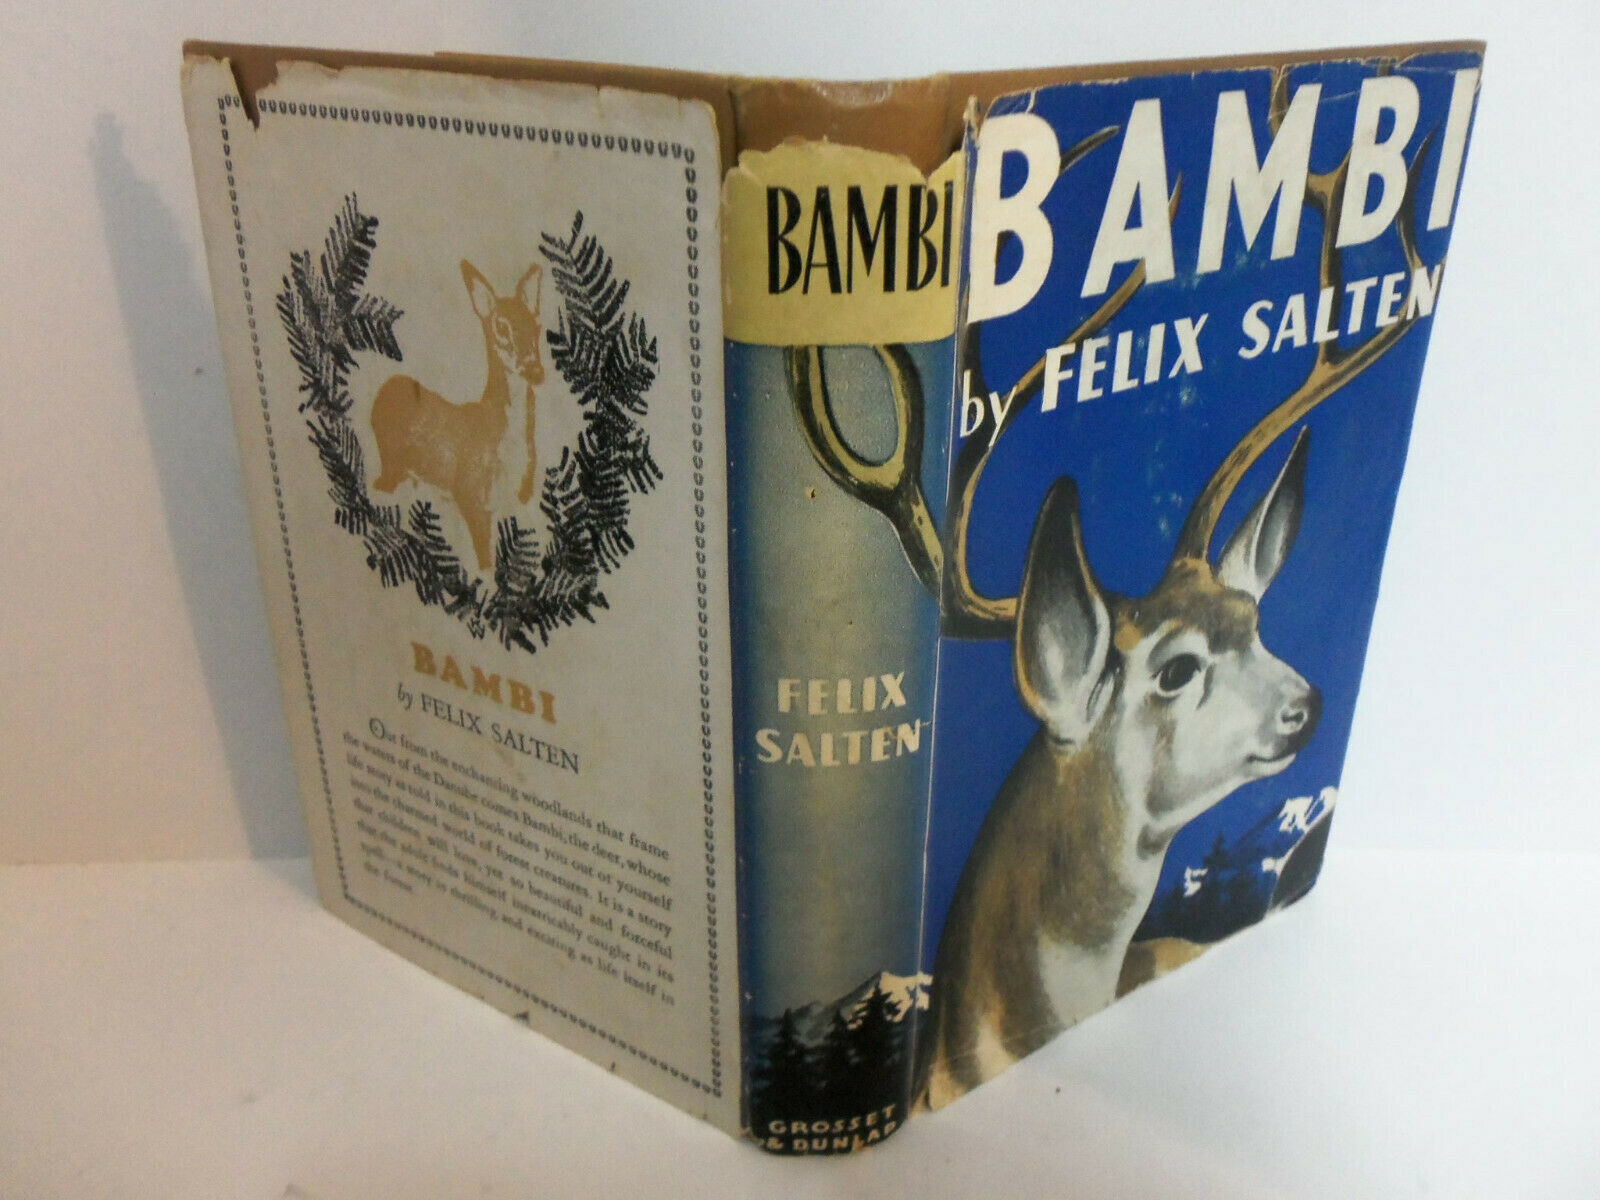 BAMBI
by FELIX SALTEN
Out from the enchanting woodlands that frame
the waters of the Danube comes Bambi, the deer, whose
life story as told in this book takes you out of yourself
into the charmed world of forest creatures. It is a story
that children will love, yet so beautiful and forceful
that the adult finds himself inextricably caught in its
spell—a story as thrilling and exciting as life itself in
the forest.
BAMBI
FELIX
SALTEN
GROSSET
& DUNLAP
BAMBI
by FELIX SALTEN